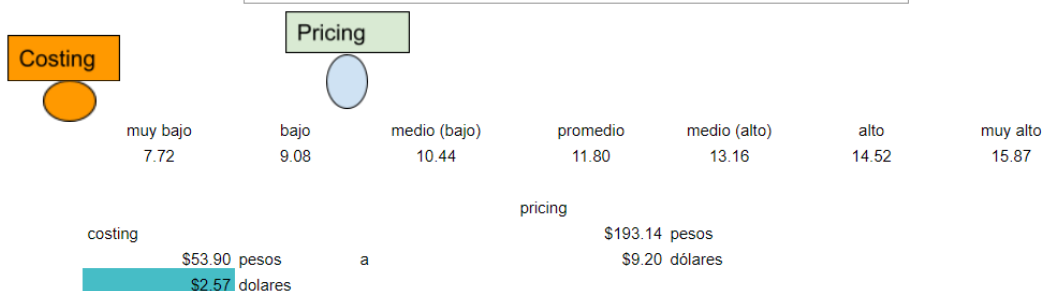 Pricing
Costing
muy bajo bajo medio (bajo) promedio medio (alto) alto muy alto
7.72 9.08 10.44 11.80 13.16 14.52 15.87
pricing
costing $193.14 pesos
$53.90 pesos a $9.20 dólares
$2.57 dolares